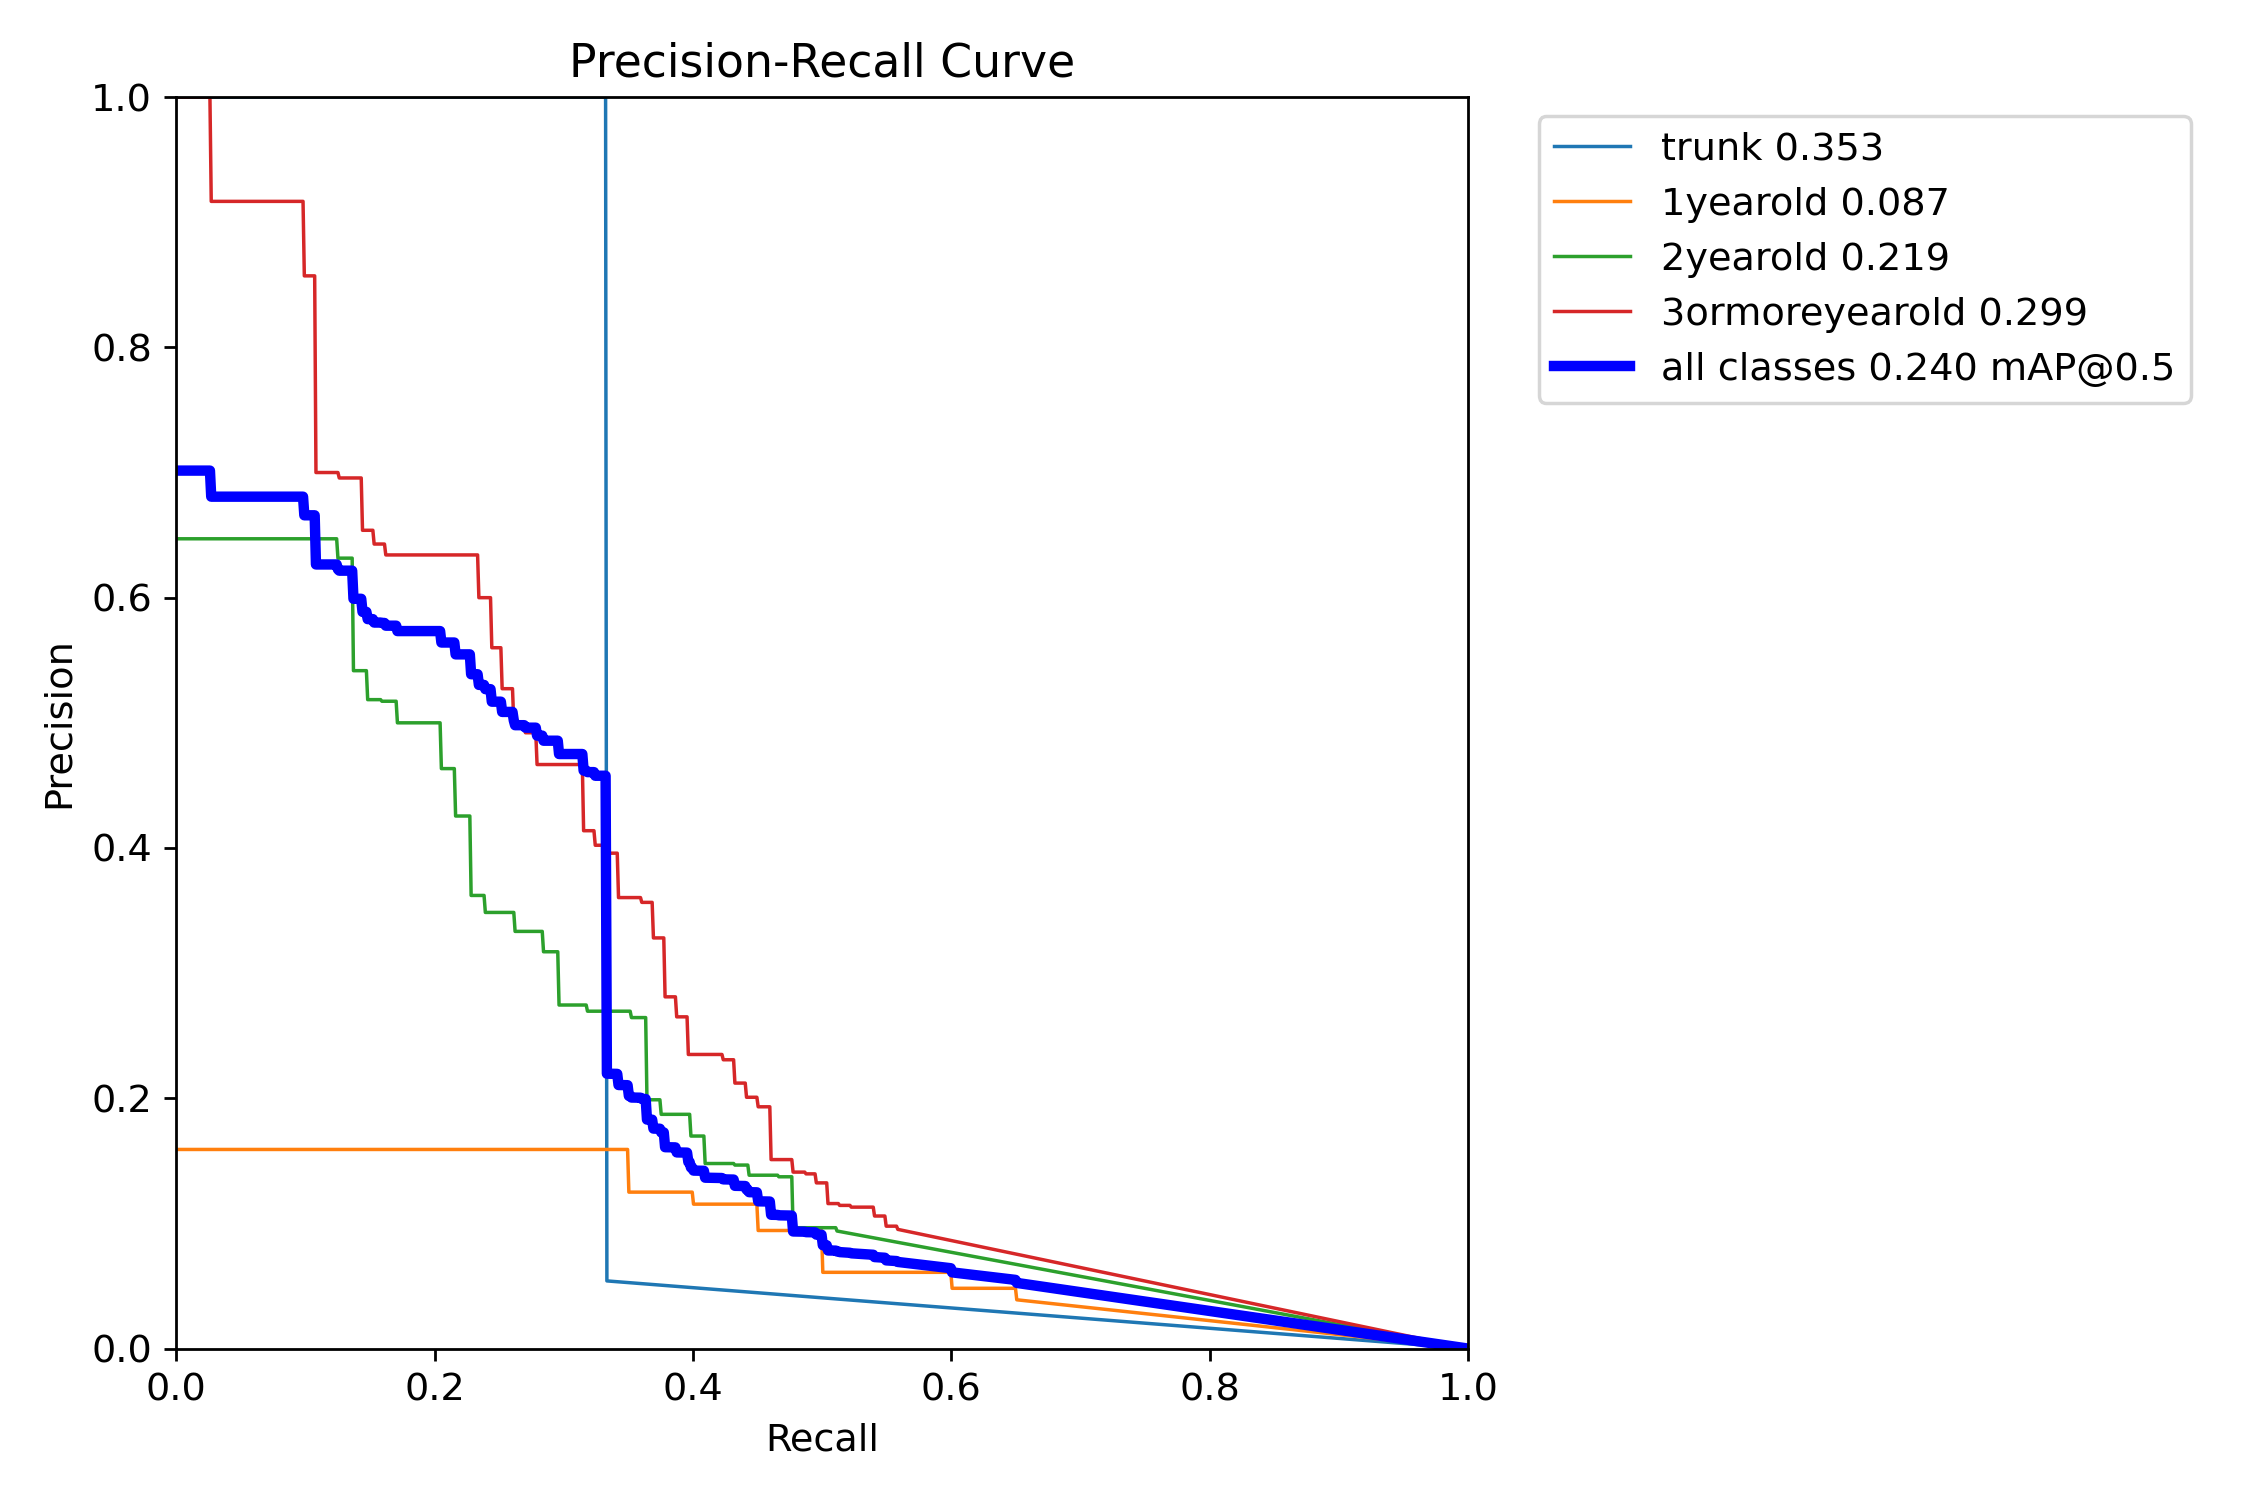 Precision-Recall Curve
1.0
0.8
0.6
0.4
0.2
0.0
Precision
0.0 0.2 0.4 0.6 0.8 1.0
Recall
trunk 0.353
1yearold 0.087
2yearold 0.219
3ormoreyearold 0.299
all classes 0.240 mAP@0.5